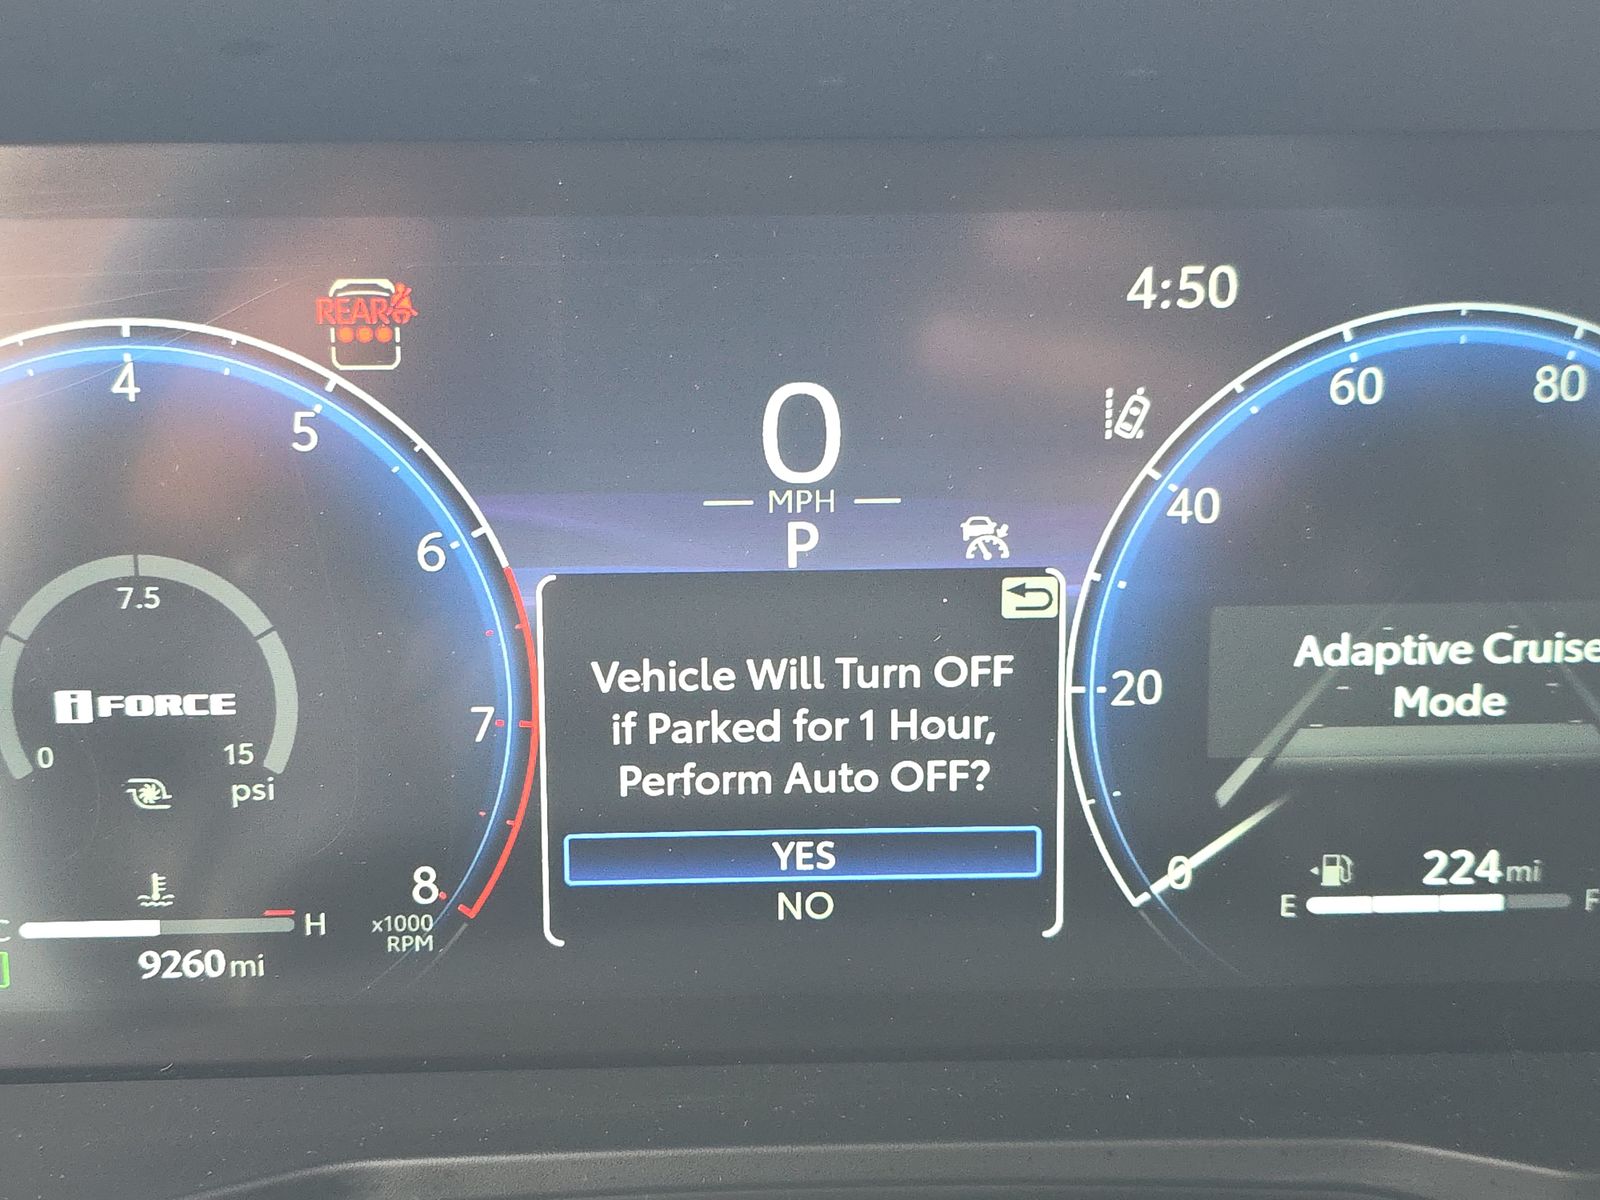 4:50
REAR
0
MPH
P
4
5
6
7
8
x1000
RPM
7.5
iFORCE
0
15
psi
C
H
9260 mi
Vehicle Will Turn OFF
if Parked for 1 Hour,
Perform Auto OFF?
YES
NO
80
60
40
20
0
Adaptive Cruise
Mode
224 mi
E
F